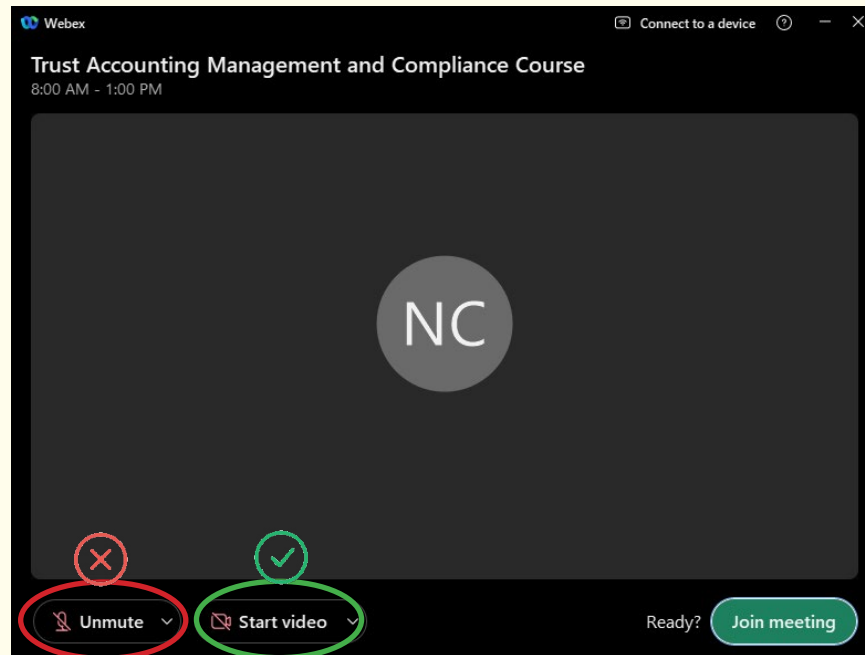 Webex
Connect to a device
Trust Accounting Management and Compliance Course
8:00 AM - 1:00 PM
NC
Unmute
Start video
Ready?
Join meeting